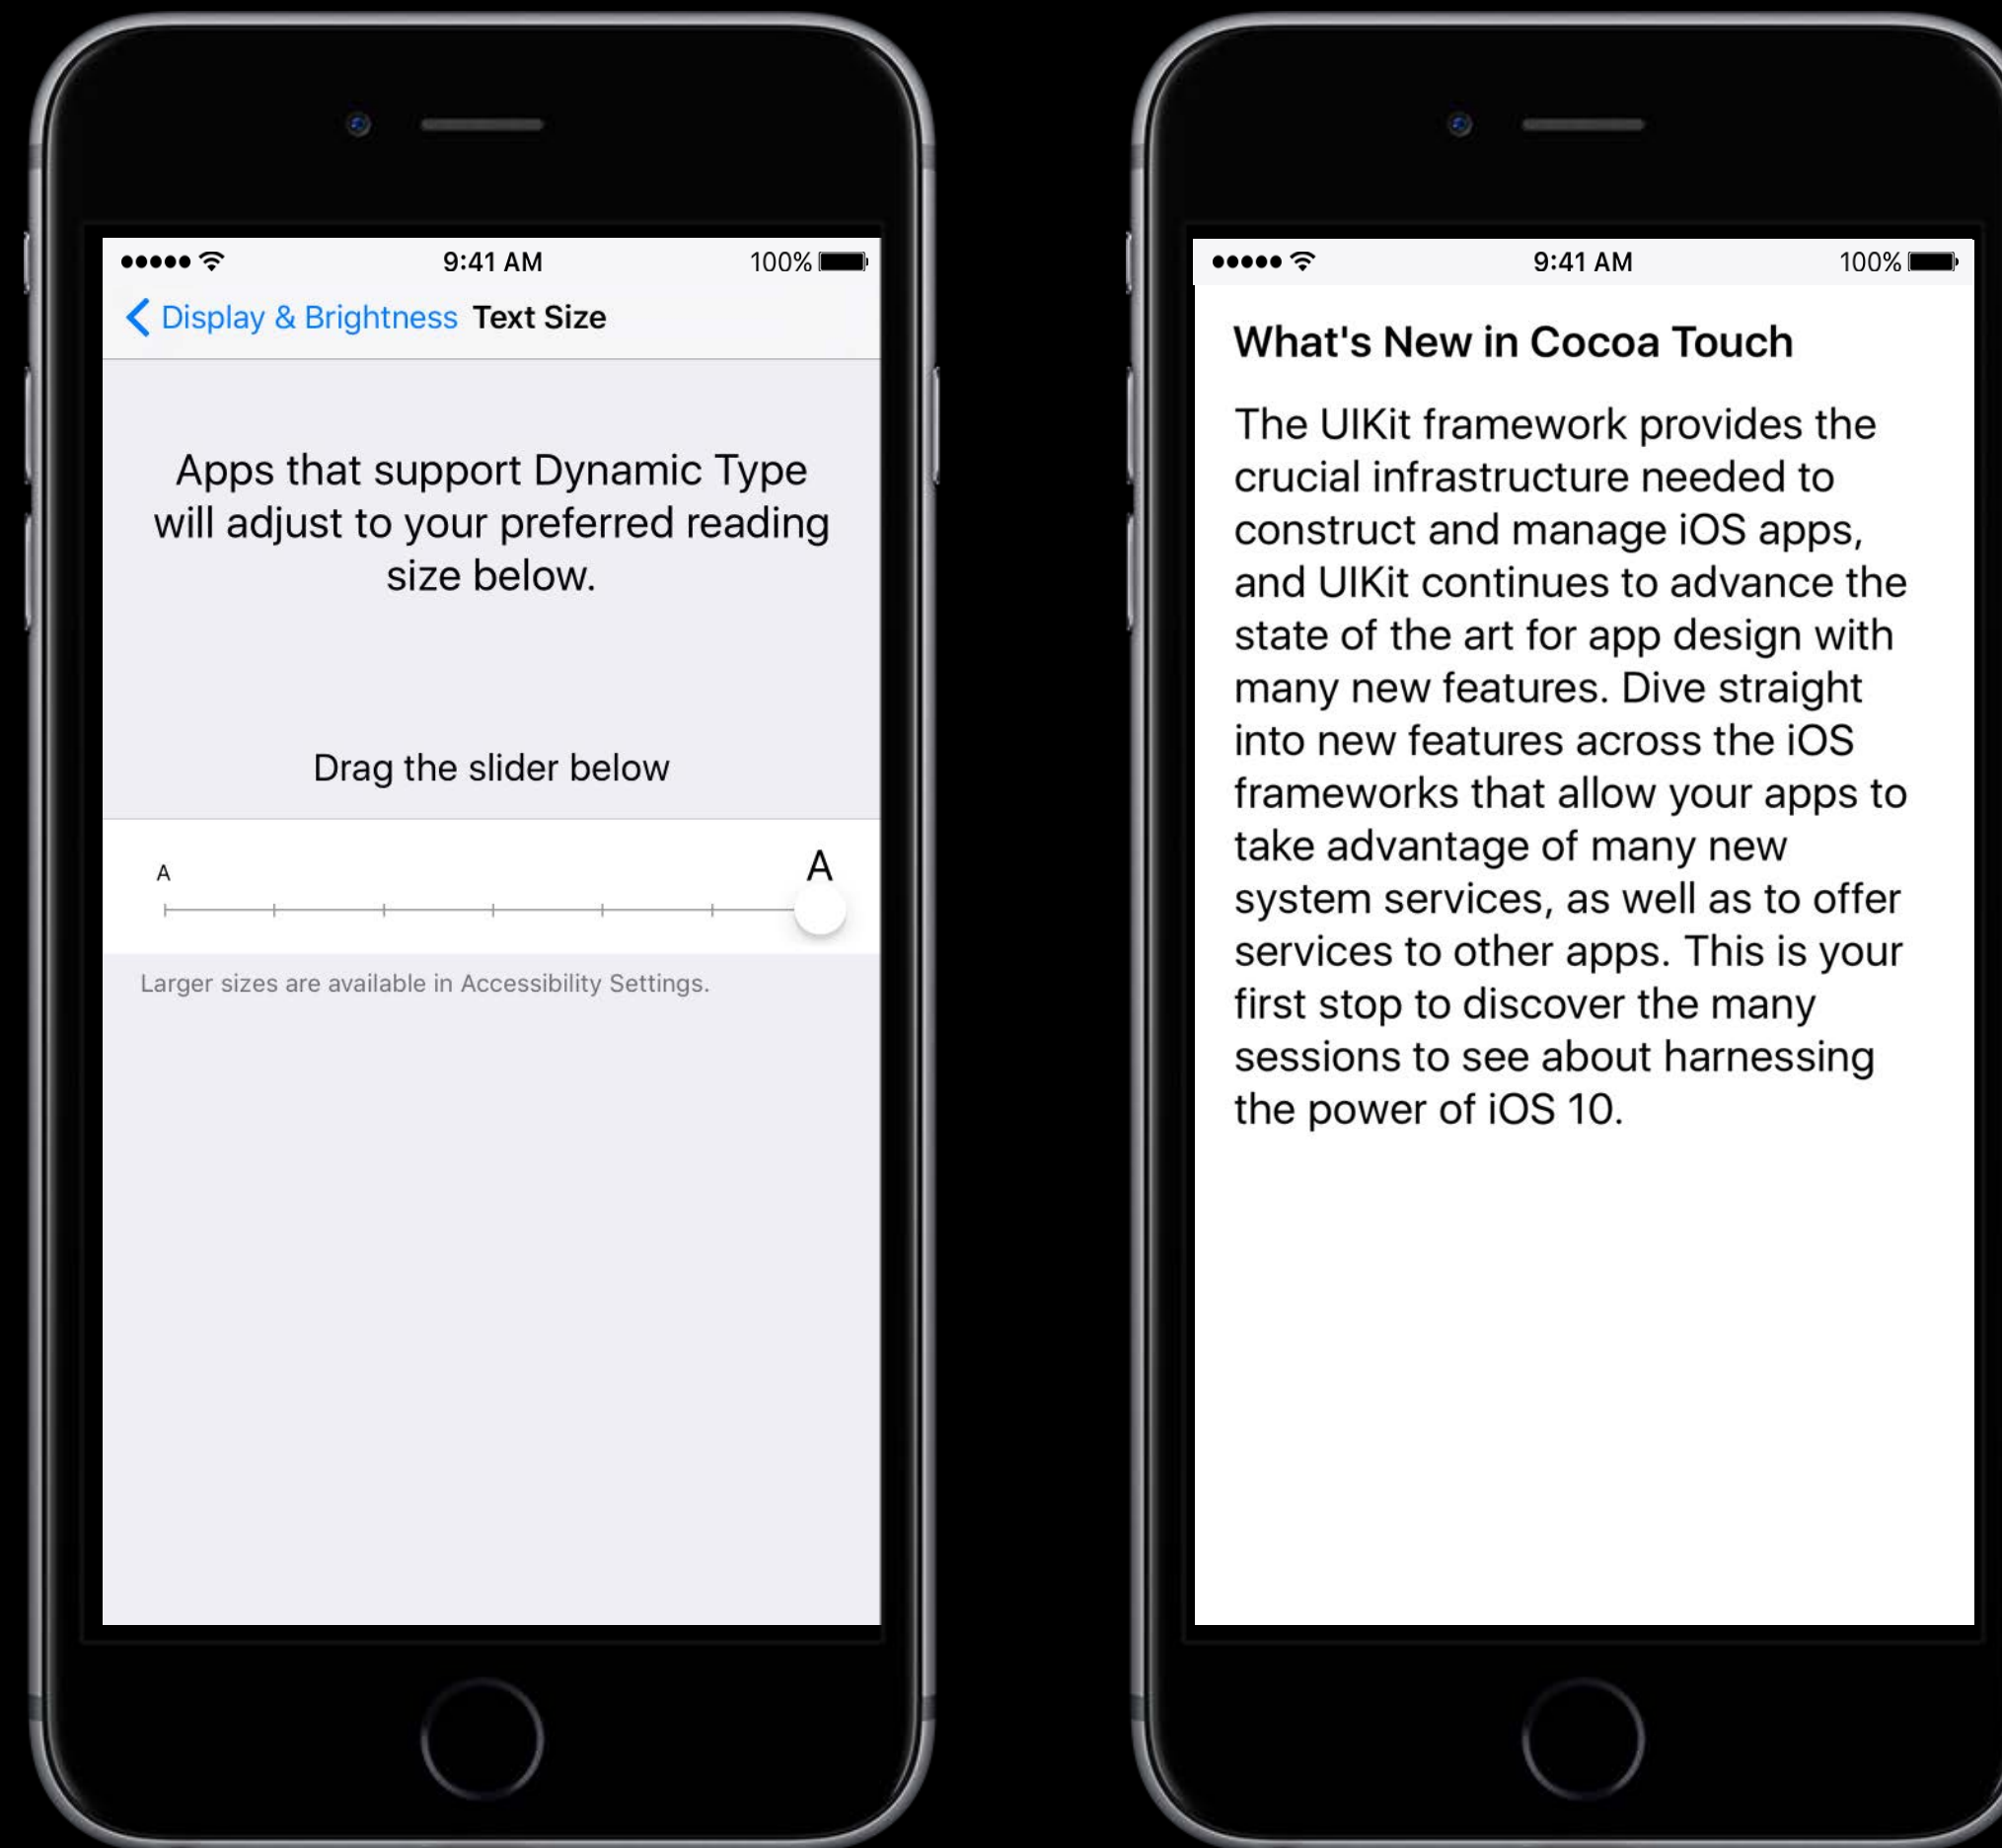 9:41 AM
100%
Display & Brightness Text Size
Apps that support Dynamic Type
will adjust to your preferred reading
size below.
Drag the slider below
A A
Larger sizes are available in Accessibility Settings.
9:41 AM
100%
What's New in Cocoa Touch
The UIKit framework provides the
crucial infrastructure needed to
construct and manage iOS apps,
and UIKit continues to advance the
state of the art for app design with
many new features. Dive straight
into new features across the iOS
frameworks that allow your apps to
take advantage of many new
system services, as well as to offer
services to other apps. This is your
first stop to discover the many
sessions to see about harnessing
the power of iOS 10.